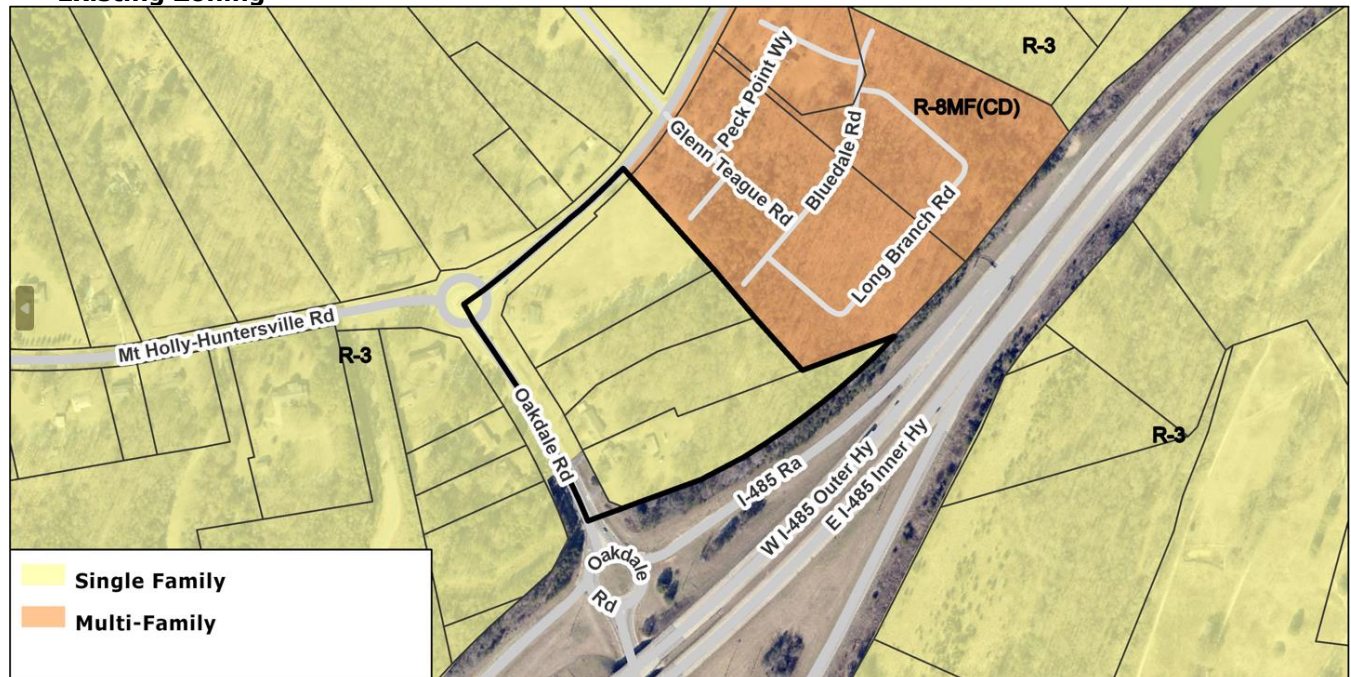 Existing Zoning
R-3
Peck Point Wy
R-8MF(CD)
Glenn Teague Rd
Bluedale Rd
Long Branch Rd
Mt Holly-Huntersville Rd
R-3
Oakdale Rd
R-3
I-485 Ra
W I-485 Outer Hy
E I-485 Inner Hy
Oakdale
Rd
Single Family
Multi-Family